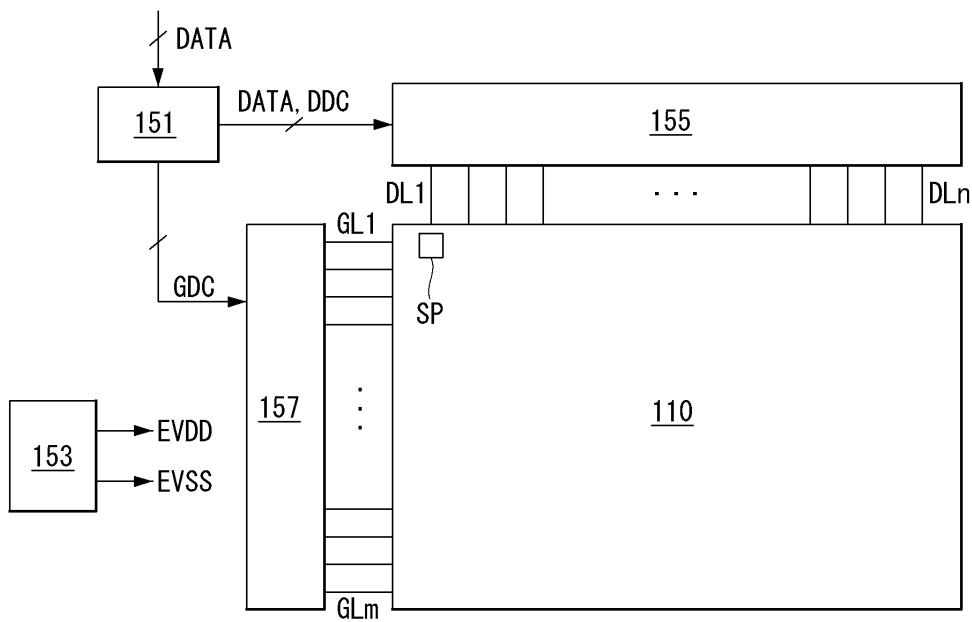 DATA
151
DATA, DDC
155
DL1
. . .
DLn
GL1
GDC
SP
157
110
153
EVDD
EVSS
GLm